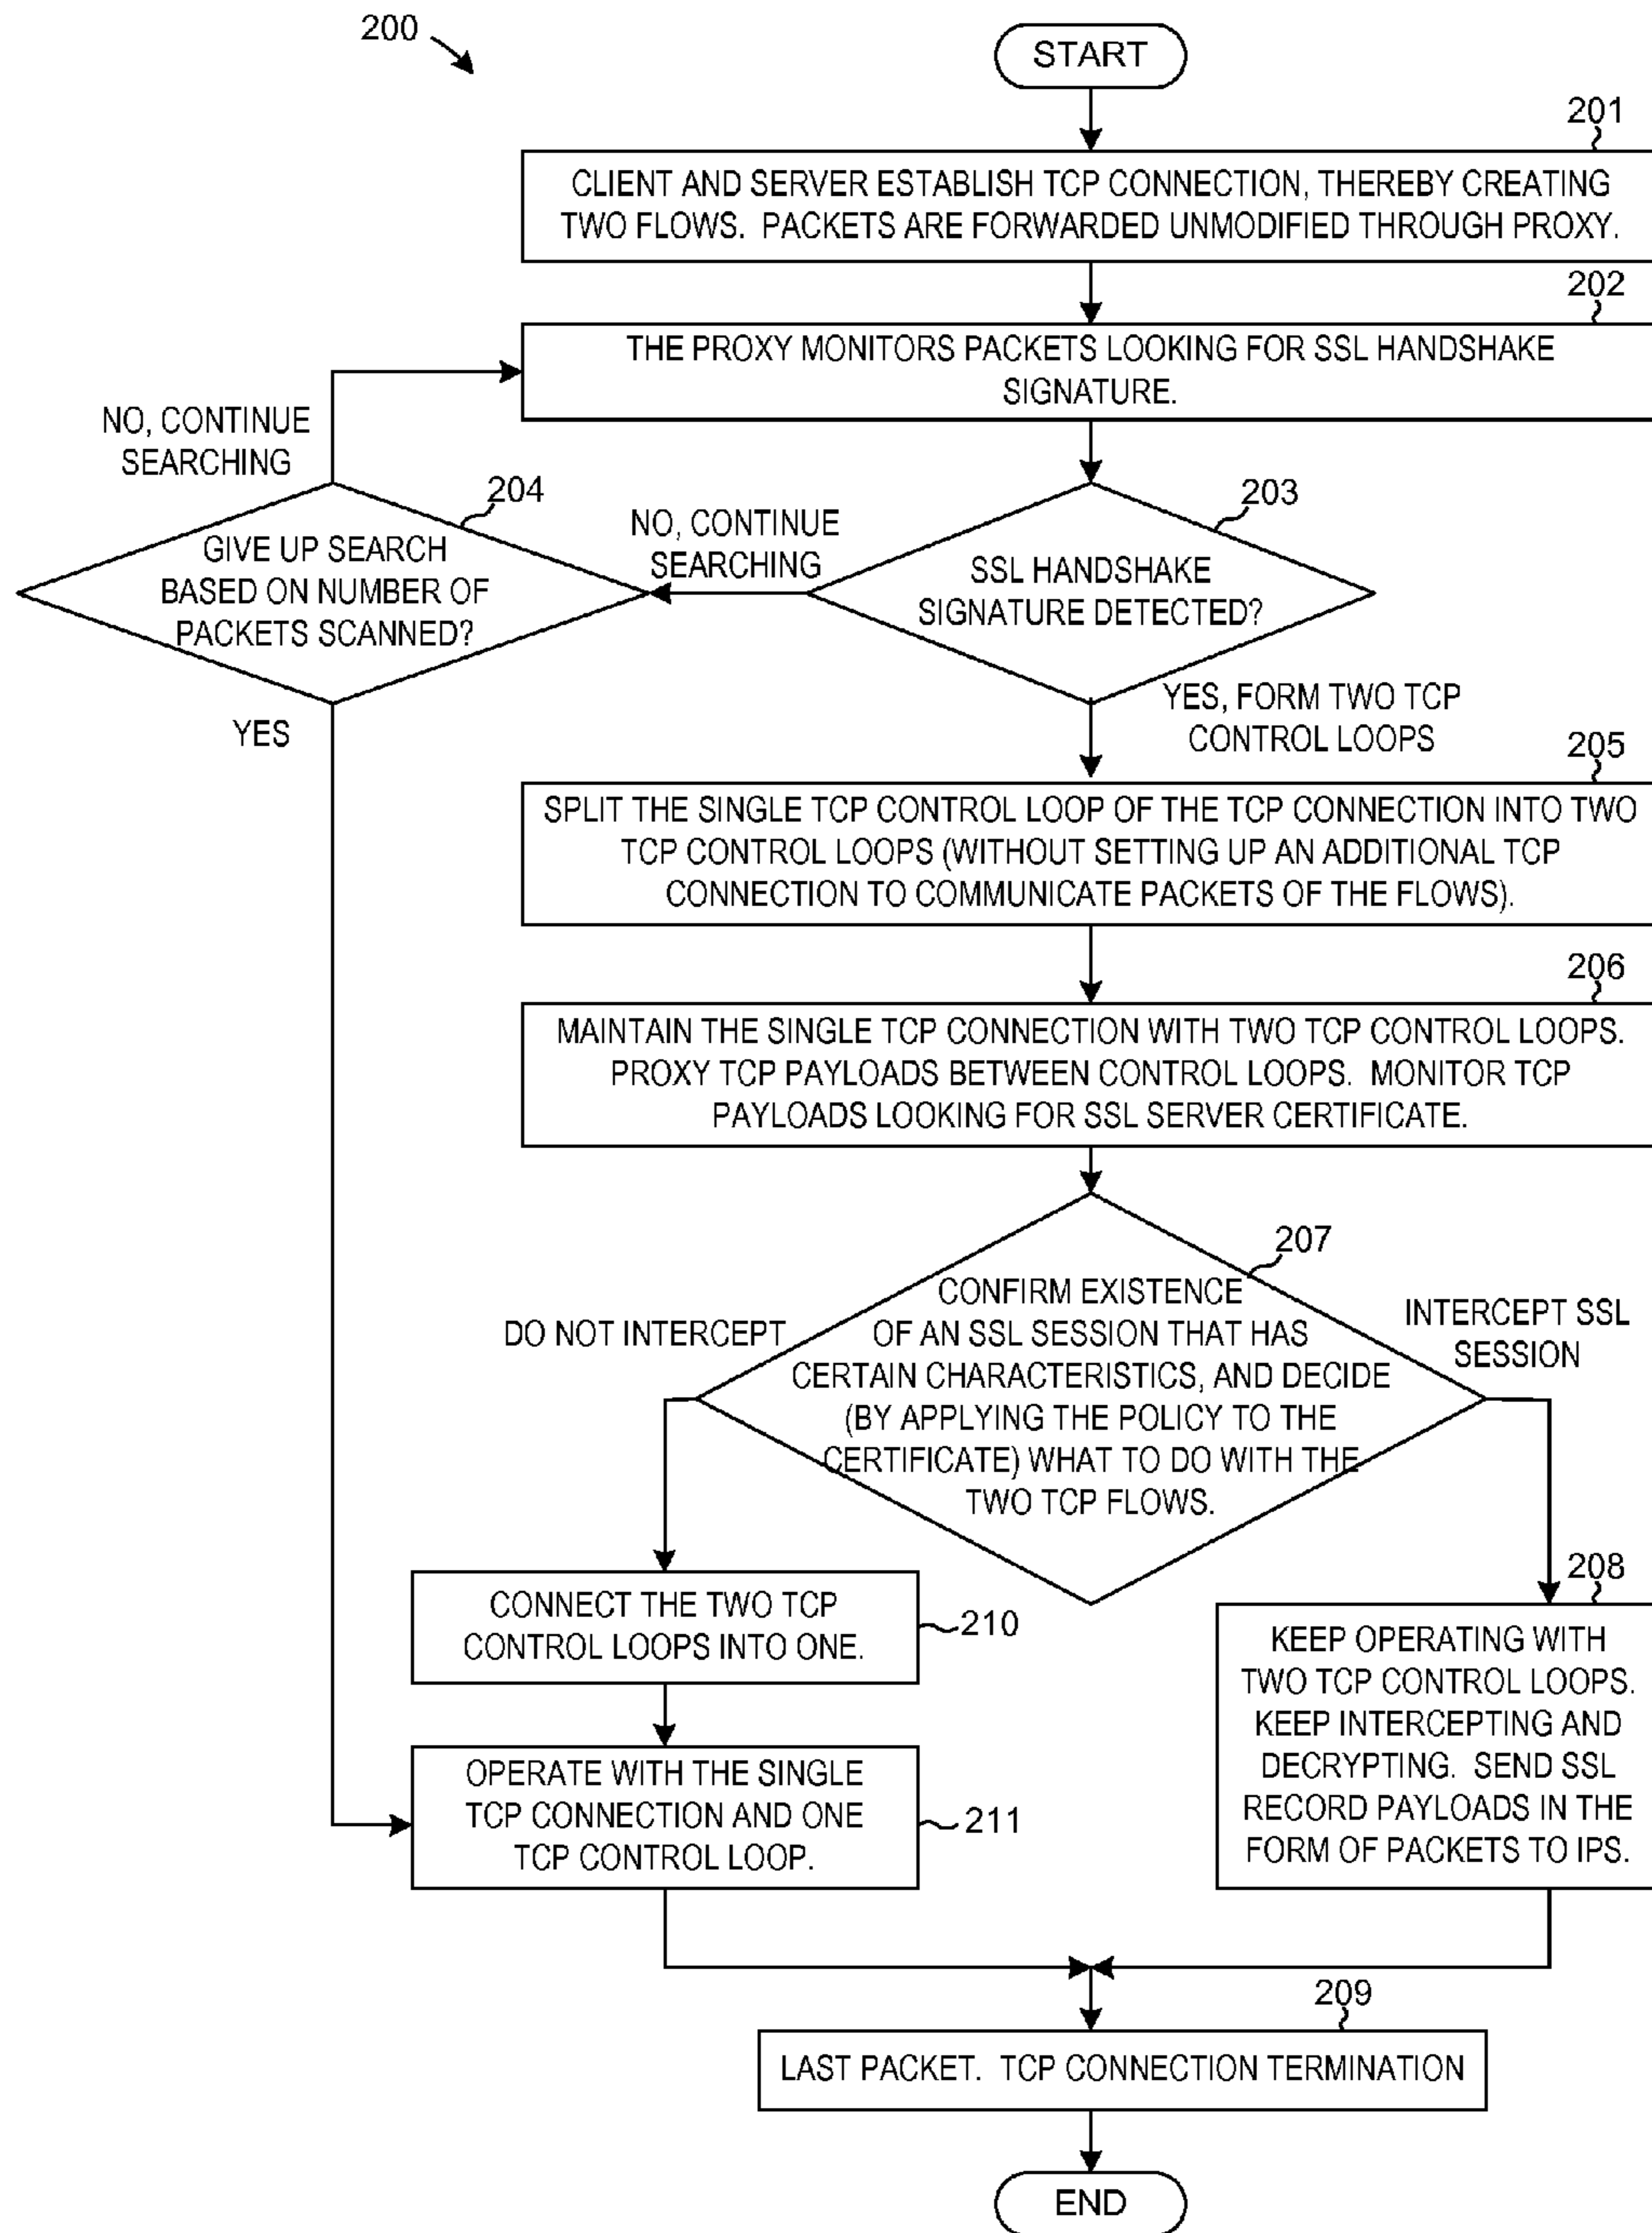 200
START
201
CLIENT AND SERVER ESTABLISH TCP CONNECTION, THEREBY CREATING
TWO FLOWS. PACKETS ARE FORWARDED UNMODIFIED THROUGH PROXY.
202
THE PROXY MONITORS PACKETS LOOKING FOR SSL HANDSHAKE
SIGNATURE.
NO, CONTINUE
SEARCHING
204
GIVE UP SEARCH
BASED ON NUMBER OF
PACKETS SCANNED?
NO, CONTINUE
SEARCHING
203
SSL HANDSHAKE
SIGNATURE DETECTED?
YES
YES, FORM TWO TCP
CONTROL LOOPS
205
SPLIT THE SINGLE TCP CONTROL LOOP OF THE TCP CONNECTION INTO TWO
TCP CONTROL LOOPS (WITHOUT SETTING UP AN ADDITIONAL TCP
CONNECTION TO COMMUNICATE PACKETS OF THE FLOWS).
206
MAINTAIN THE SINGLE TCP CONNECTION WITH TWO TCP CONTROL LOOPS.
PROXY TCP PAYLOADS BETWEEN CONTROL LOOPS. MONITOR TCP
PAYLOADS LOOKING FOR SSL SERVER CERTIFICATE.
207
CONFIRM EXISTENCE
OF AN SSL SESSION THAT HAS
CERTAIN CHARACTERISTICS, AND DECIDE
(BY APPLYING THE POLICY TO THE
CERTIFICATE) WHAT TO DO WITH THE
TWO TCP FLOWS.
DO NOT INTERCEPT
INTERCEPT SSL
SESSION
CONNECT THE TWO TCP
CONTROL LOOPS INTO ONE.
210
208
KEEP OPERATING WITH
TWO TCP CONTROL LOOPS.
KEEP INTERCEPTING AND
DECRYPTING. SEND SSL
RECORD PAYLOADS IN THE
FORM OF PACKETS TO IPS.
OPERATE WITH THE SINGLE
TCP CONNECTION AND ONE
TCP CONTROL LOOP.
211
209
LAST PACKET. TCP CONNECTION TERMINATION
END